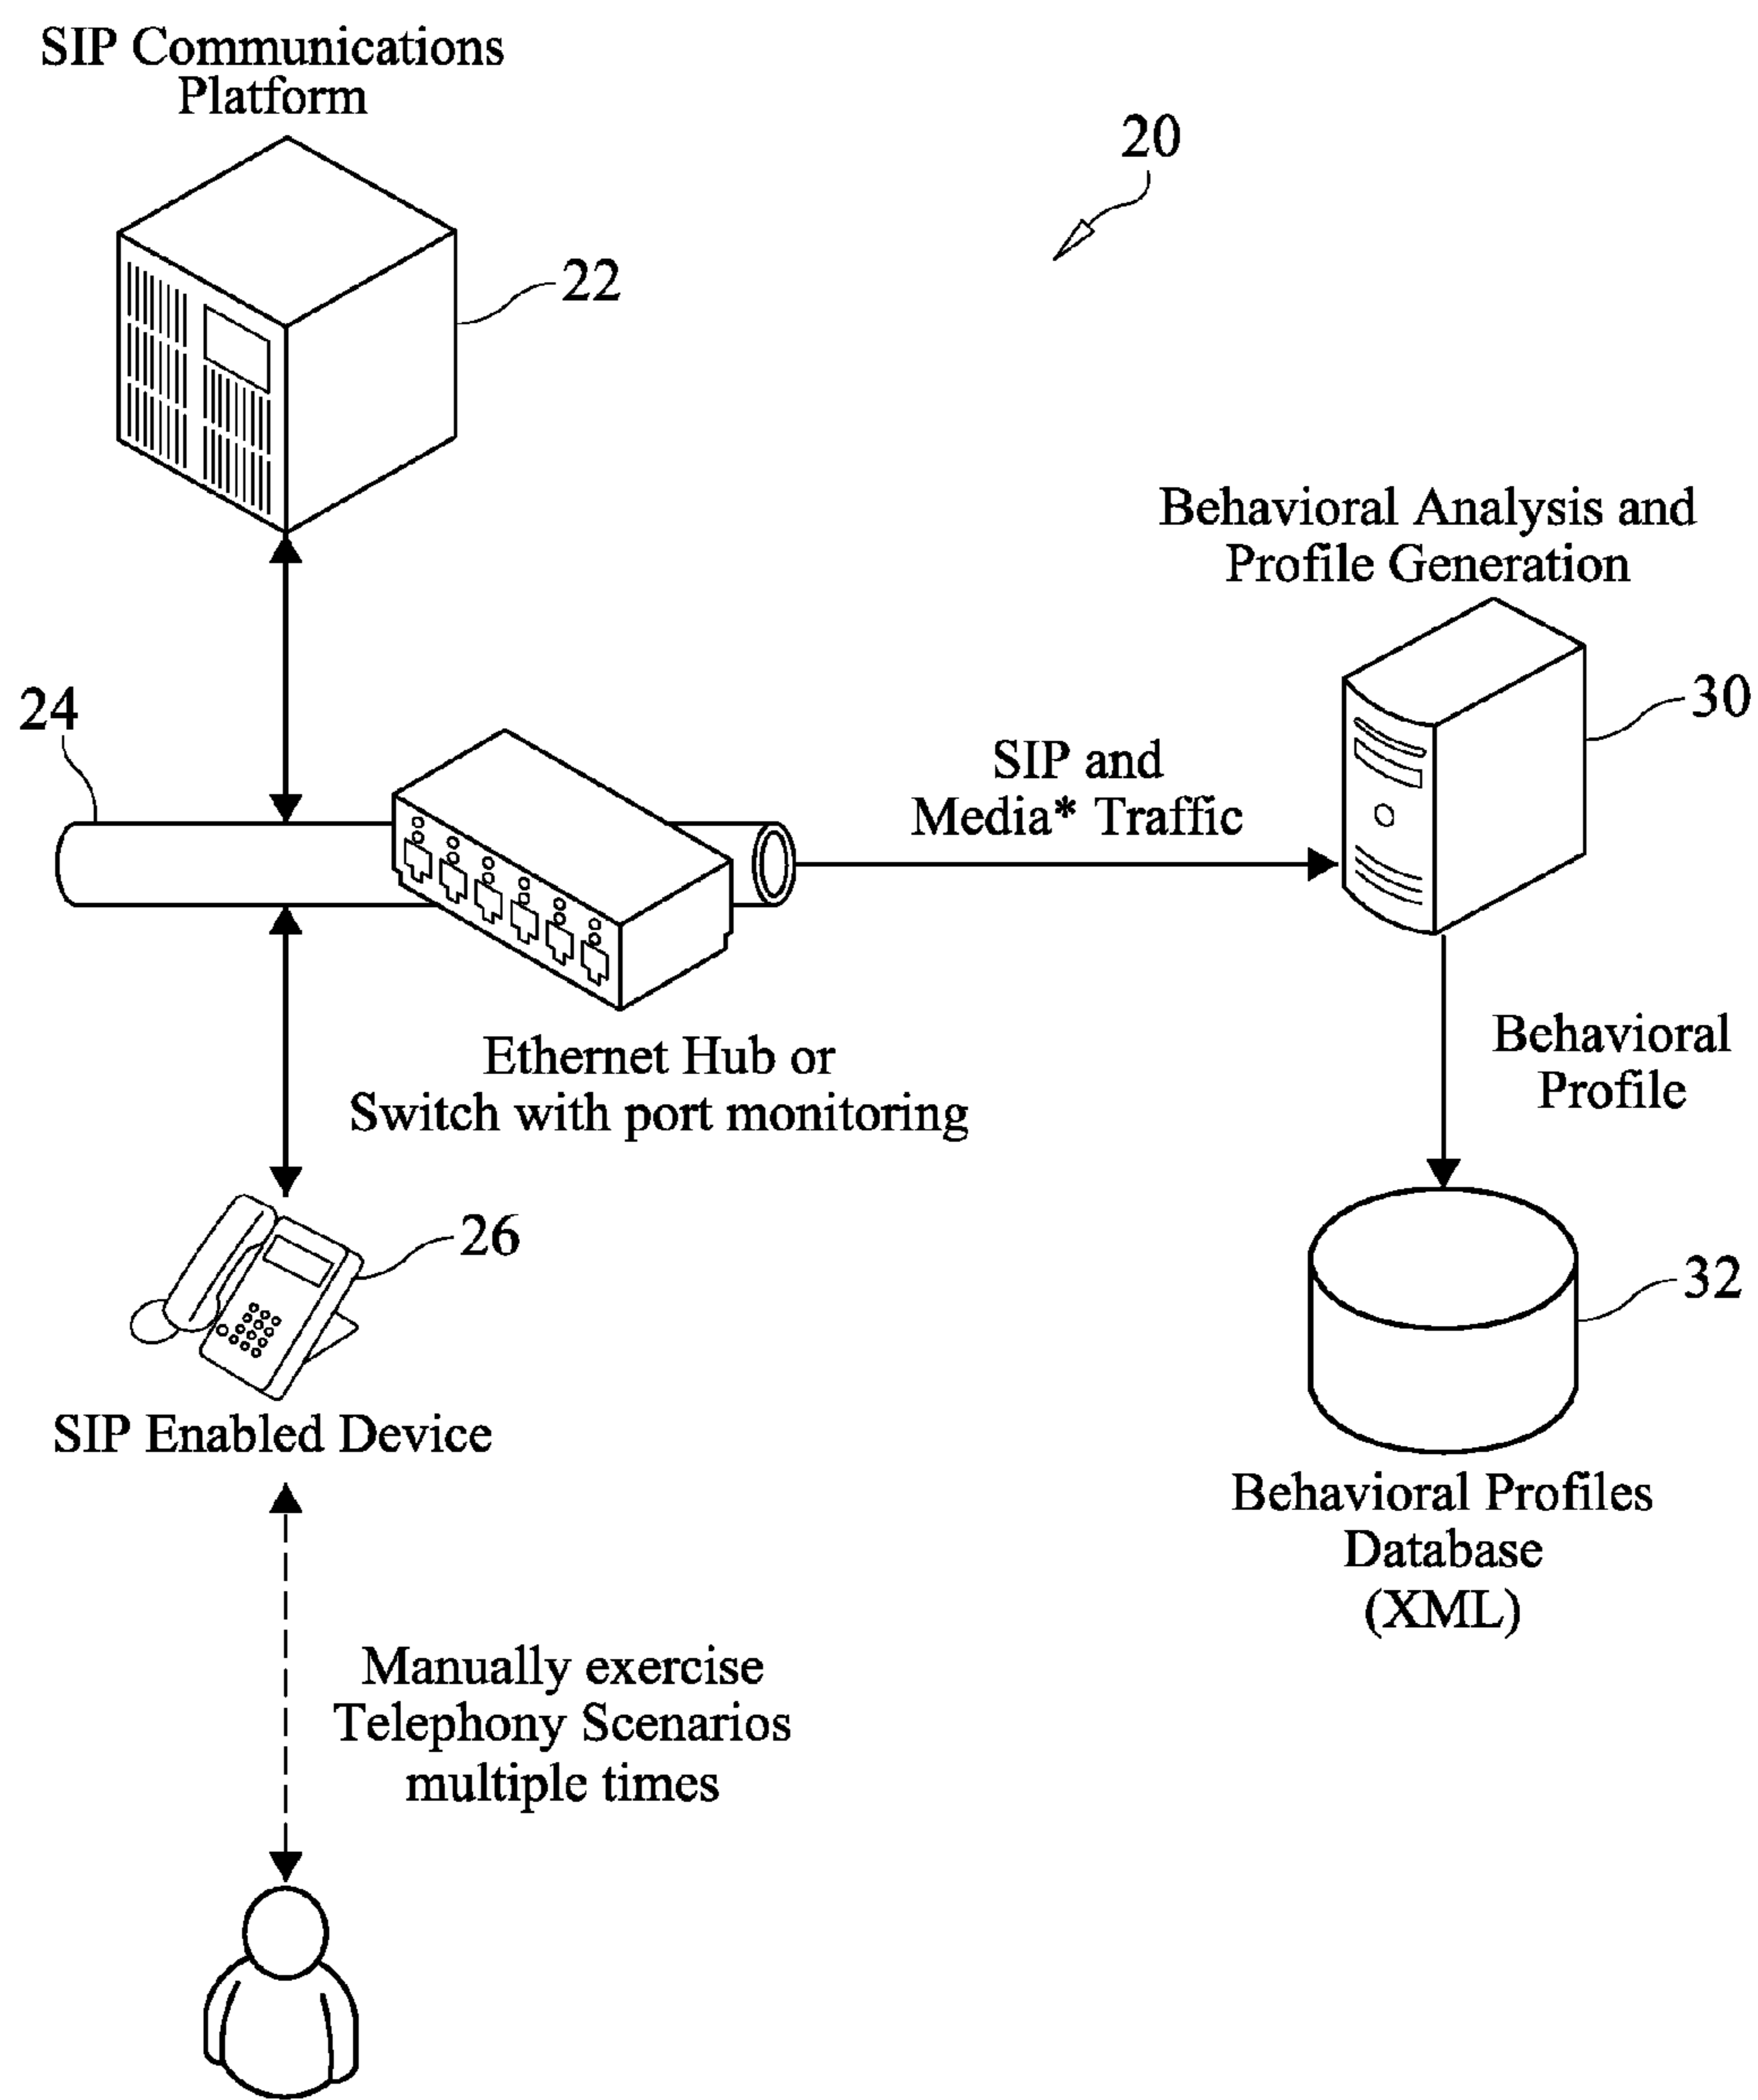 SIP Communications
Platform
20
22
Behavioral Analysis and
Profile Generation
30
24
SIP and
Media* Traffic
Ethernet Hub or
Switch with port monitoring
Behavioral
Profile
26
32
SIP Enabled Device
Behavioral Profiles
Database
(XML)
Manually exercise
Telephony Scenarios
multiple times